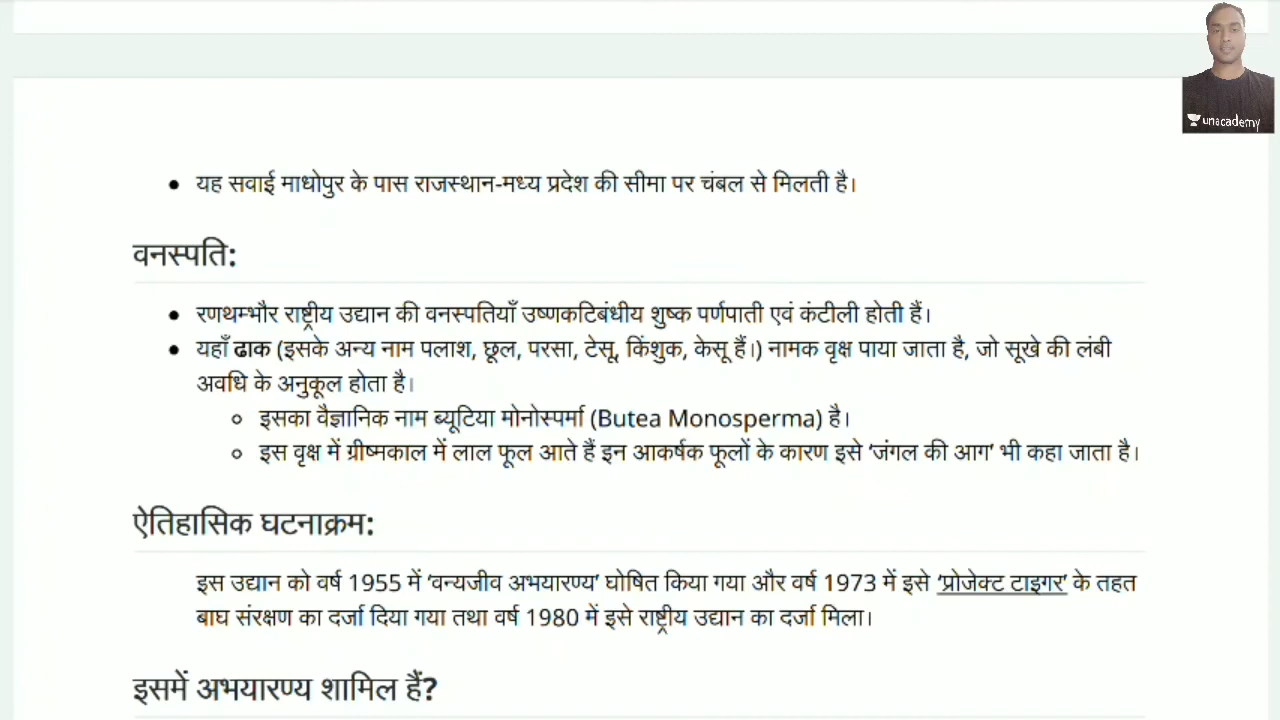 unacademy
• यह सवाई माधोपुर के पास राजस्थान-मध्य प्रदेश की सीमा पर चंबल से मिलती है।
वनस्पति:
• रणथम्भौर राष्ट्रीय उद्यान की वनस्पतियाँ उष्णकटिबंधीय शुष्क पर्णपाती एवं कंटीली होती हैं।
• यहाँ ढाक (इसके अन्य नाम पलाश, छूल, परसा, टेसू, किंशुक, केसू हैं।) नामक वृक्ष पाया जाता है, जो सूखे की लंबी
अवधि के अनुकूल होता है।
○ इसका वैज्ञानिक नाम ब्यूटिया मोनोस्पर्मा (Butea Monosperma) है।
○ इस वृक्ष में ग्रीष्मकाल में लाल फूल आते हैं इन आकर्षक फूलों के कारण इसे ‘जंगल की आग’ भी कहा जाता है।
ऐतिहासिक घटनाक्रम:
इस उद्यान को वर्ष 1955 में ‘वन्यजीव अभयारण्य’ घोषित किया गया और वर्ष 1973 में इसे ‘प्रोजेक्ट टाइगर’ के तहत
बाघ संरक्षण का दर्जा दिया गया तथा वर्ष 1980 में इसे राष्ट्रीय उद्यान का दर्जा मिला।
इसमें अभयारण्य शामिल हैं?